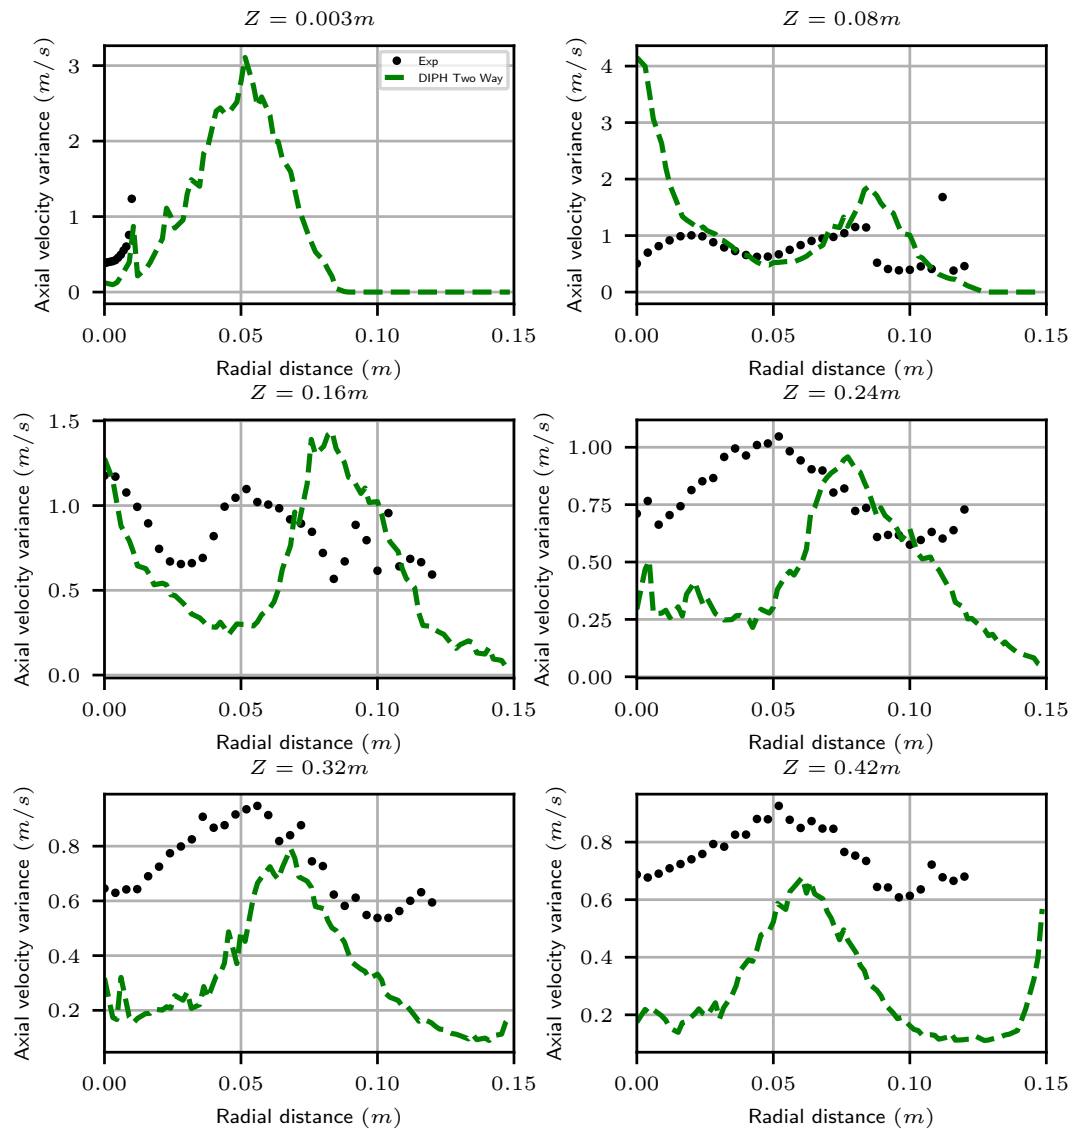 Z = 0.003m
Axial velocity variance (m/s)
3
2
1
0
Exp
DIPH Two Way
0.00 0.05 0.10 0.15
Radial distance (m)
Z = 0.08m
Axial velocity variance (m/s)
4
3
2
1
0
0.00 0.05 0.10 0.15
Radial distance (m)
Z = 0.16m
Axial velocity variance (m/s)
1.5
1.0
0.5
0.0
0.00 0.05 0.10 0.15
Radial distance (m)
Z = 0.24m
Axial velocity variance (m/s)
1.00
0.75
0.50
0.25
0.00
0.00 0.05 0.10 0.15
Radial distance (m)
Z = 0.32m
Axial velocity variance (m/s)
0.8
0.6
0.4
0.2
0.00 0.05 0.10 0.15
Radial distance (m)
Z = 0.42m
Axial velocity variance (m/s)
0.8
0.6
0.4
0.2
0.00 0.05 0.10 0.15
Radial distance (m)